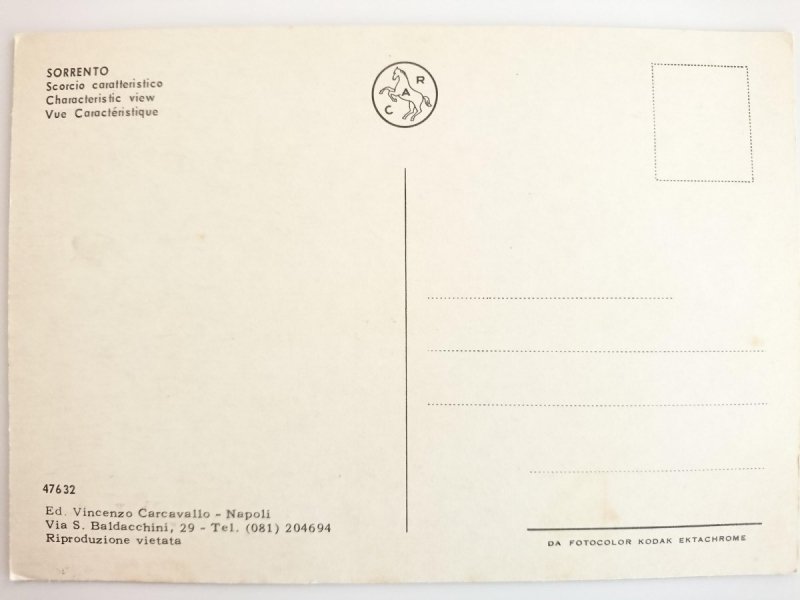 SORRENTO
Scorcio caratteristico
Characteristic view
Vue Caractéristique
C A R
47632
Ed. Vincenzo Carcavallo - Napoli
Via S. Baldacchini, 29 - Tel. (081) 204694
Riproduzione vietata
DA FOTOCOLOR KODAK EKTACHROME